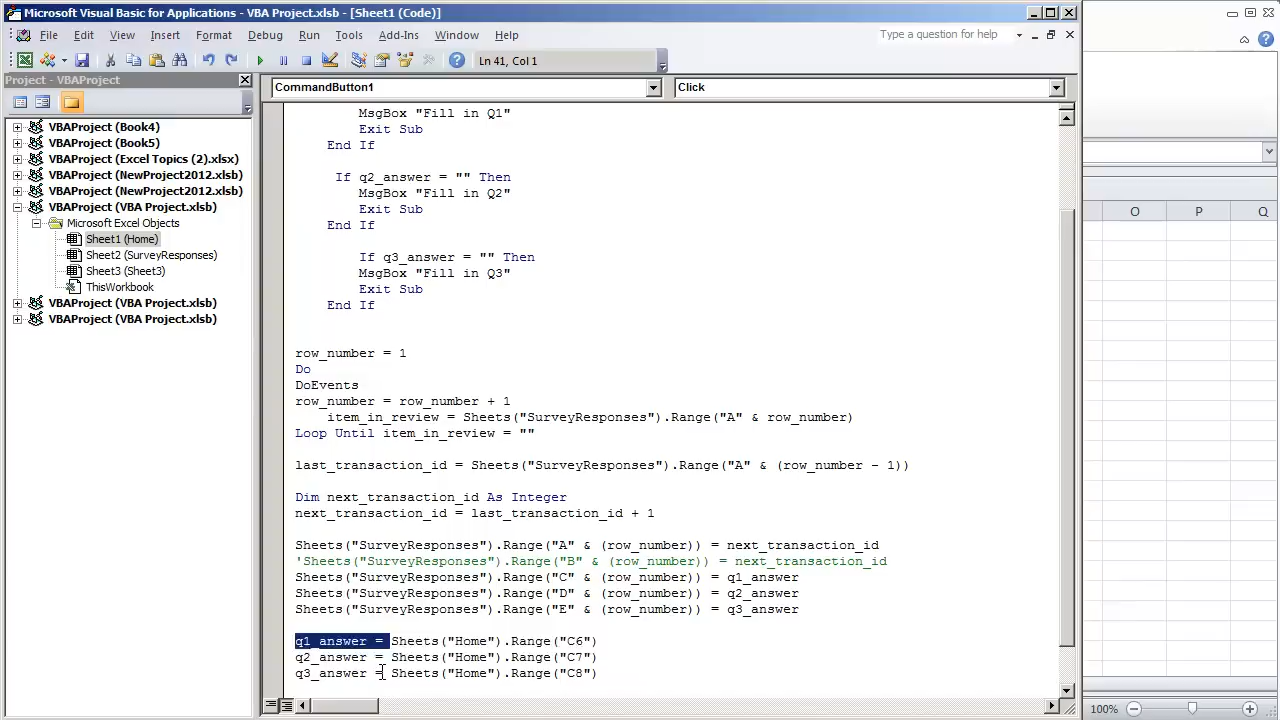 Microsoft Visual Basic for Applications - VBA Project.xlsb - [Sheet1 (Code)]
File Edit View Insert Format Debug Run Tools Add-Ins Window Help
Type a question for help
Ln 41, Col 1
Project - VBAProject
CommandButton1
Click
VBAProject (Book4)
VBAProject (Book5)
VBAProject (Excel Topics (2).xlsx)
VBAProject (NewProject2012.xlsb)
VBAProject (NewProject2012.xlsb)
VBAProject (VBA Project.xlsb)
Microsoft Excel Objects
Sheet1 (Home)
Sheet2 (SurveyResponses)
Sheet3 (Sheet3)
ThisWorkbook
VBAProject (VBA Project.xlsb)
VBAProject (VBA Project.xlsb)
MsgBox "Fill in Q1"
Exit Sub
End If
If q2_answer = "" Then
MsgBox "Fill in Q2"
Exit Sub
End If
If q3_answer = "" Then
MsgBox "Fill in Q3"
Exit Sub
End If
row_number = 1
Do
DoEvents
row_number = row_number + 1
item_in_review = Sheets("SurveyResponses").Range("A" & row_number)
Loop Until item_in_review = ""
last_transaction_id = Sheets("SurveyResponses").Range("A" & (row_number - 1))
Dim next_transaction_id As Integer
next_transaction_id = last_transaction_id + 1
Sheets("SurveyResponses").Range("A" & (row_number)) = next_transaction_id
'Sheets("SurveyResponses").Range("B" & (row_number)) = next_transaction_id
Sheets("SurveyResponses").Range("C" & (row_number)) = q1_answer
Sheets("SurveyResponses").Range("D" & (row_number)) = q2_answer
Sheets("SurveyResponses").Range("E" & (row_number)) = q3_answer
q1_answer = Sheets("Home").Range("C6")
q2_answer = Sheets("Home").Range("C7")
q3_answer = Sheets("Home").Range("C8")
O P Q
100%